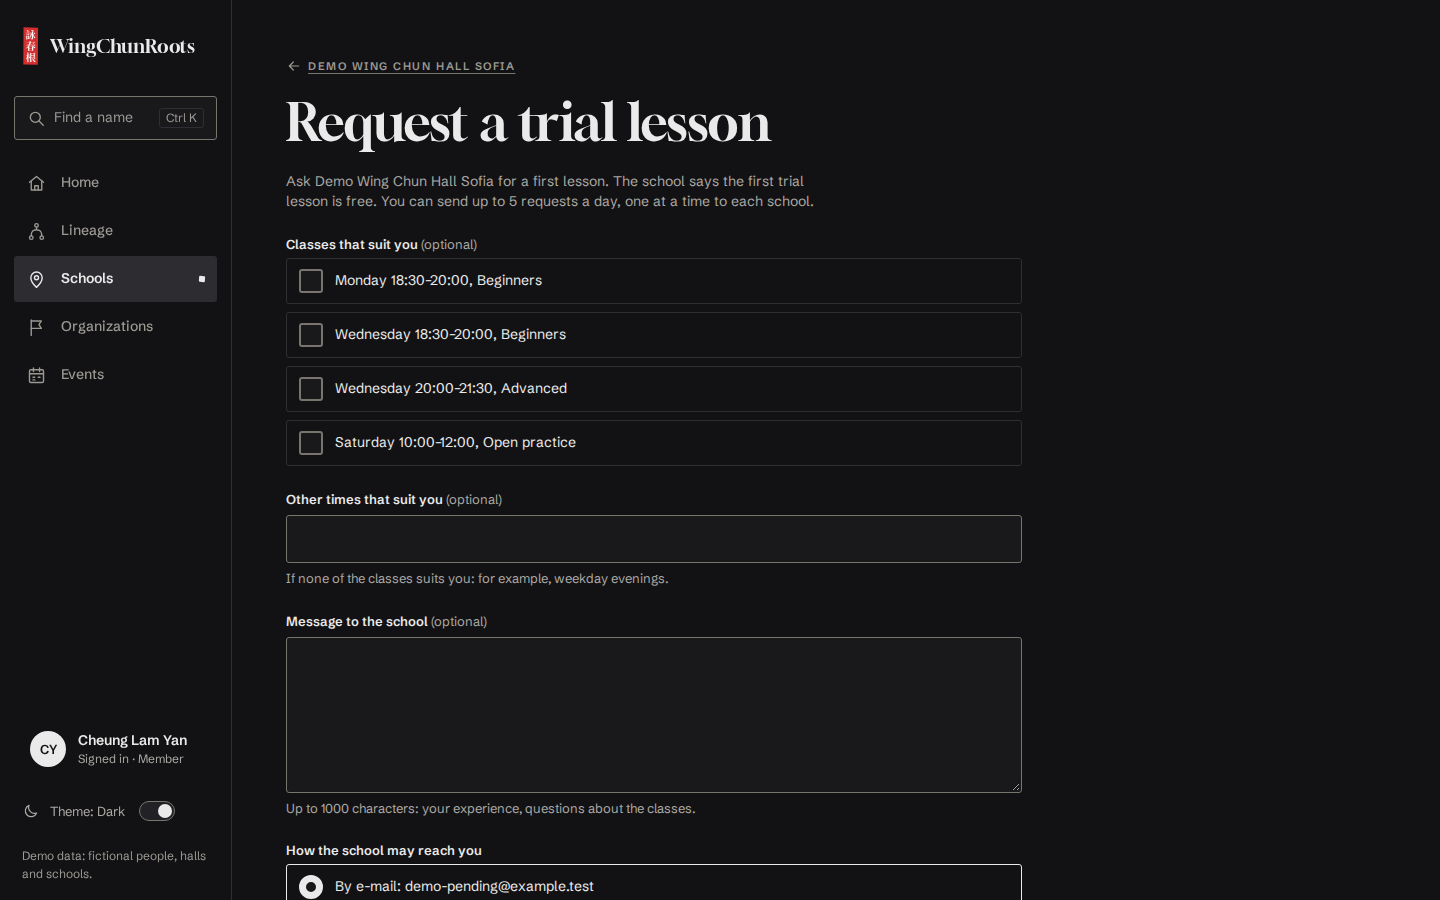 詠春根
WingChunRoots
Find a name
Ctrl K
Home
Lineage
Schools
Organizations
Events
CY
Cheung Lam Yan
Signed in · Member
Theme: Dark
Demo data: fictional people, halls
and schools.
DEMO WING CHUN HALL SOFIA
Request a trial lesson
Ask Demo Wing Chun Hall Sofia for a first lesson. The school says the first trial
lesson is free. You can send up to 5 requests a day, one at a time to each school.
Classes that suit you (optional)
Monday 18:30–20:00, Beginners
Wednesday 18:30–20:00, Beginners
Wednesday 20:00–21:30, Advanced
Saturday 10:00–12:00, Open practice
Other times that suit you (optional)
If none of the classes suits you: for example, weekday evenings.
Message to the school (optional)
Up to 1000 characters: your experience, questions about the classes.
How the school may reach you
By e-mail: demo-pending@example.test